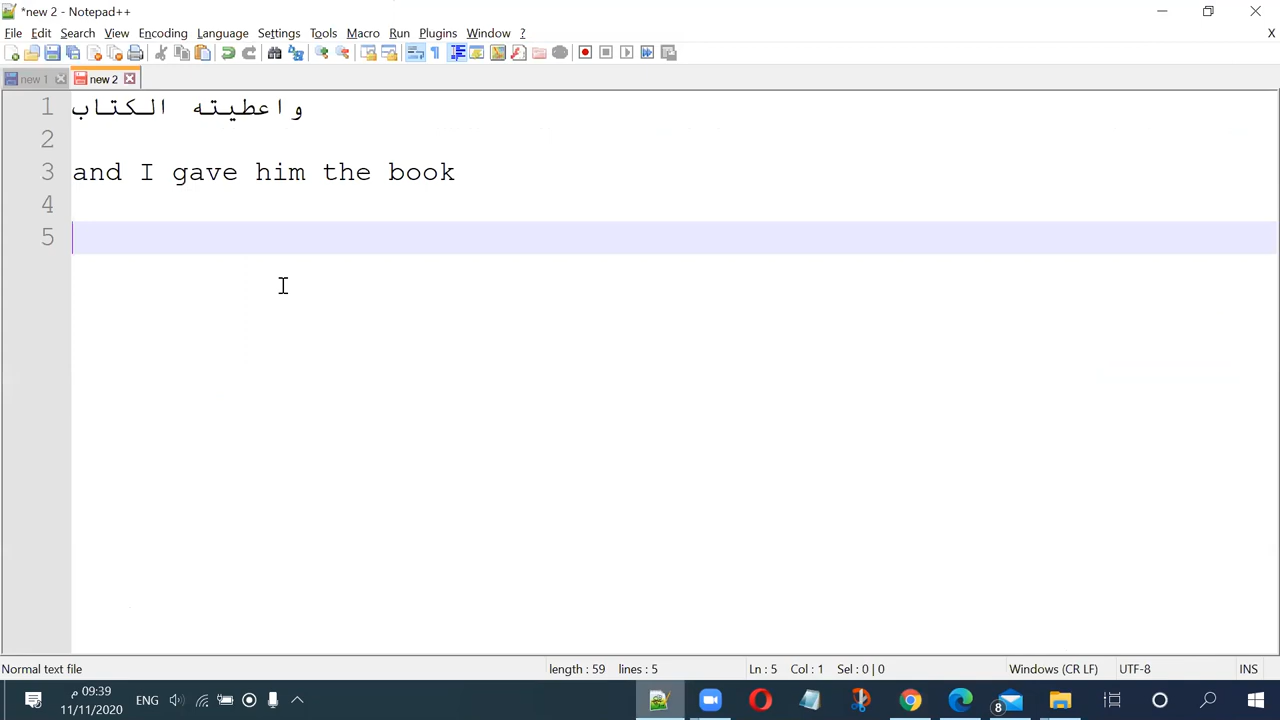 *new 2 - Notepad++
File Edit Search View Encoding Language Settings Tools Macro Run Plugins Window ? X
new 1 new 2
1 واعطيته الكتاب
2
3 and I gave him the book
4
5
Normal text file length : 59 lines : 5 Ln : 5 Col : 1 Sel : 0 | 0 Windows (CR LF) UTF-8 INS
09:39 م ENG 8
11/11/2020